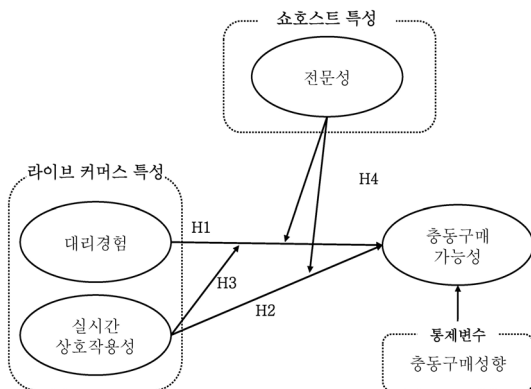 쇼호스트 특성
전문성
H4
라이브 커머스 특성
H1
대리경험
충동구매
가능성
H3
H2
실시간
상호작용성
통제변수
충동구매성향